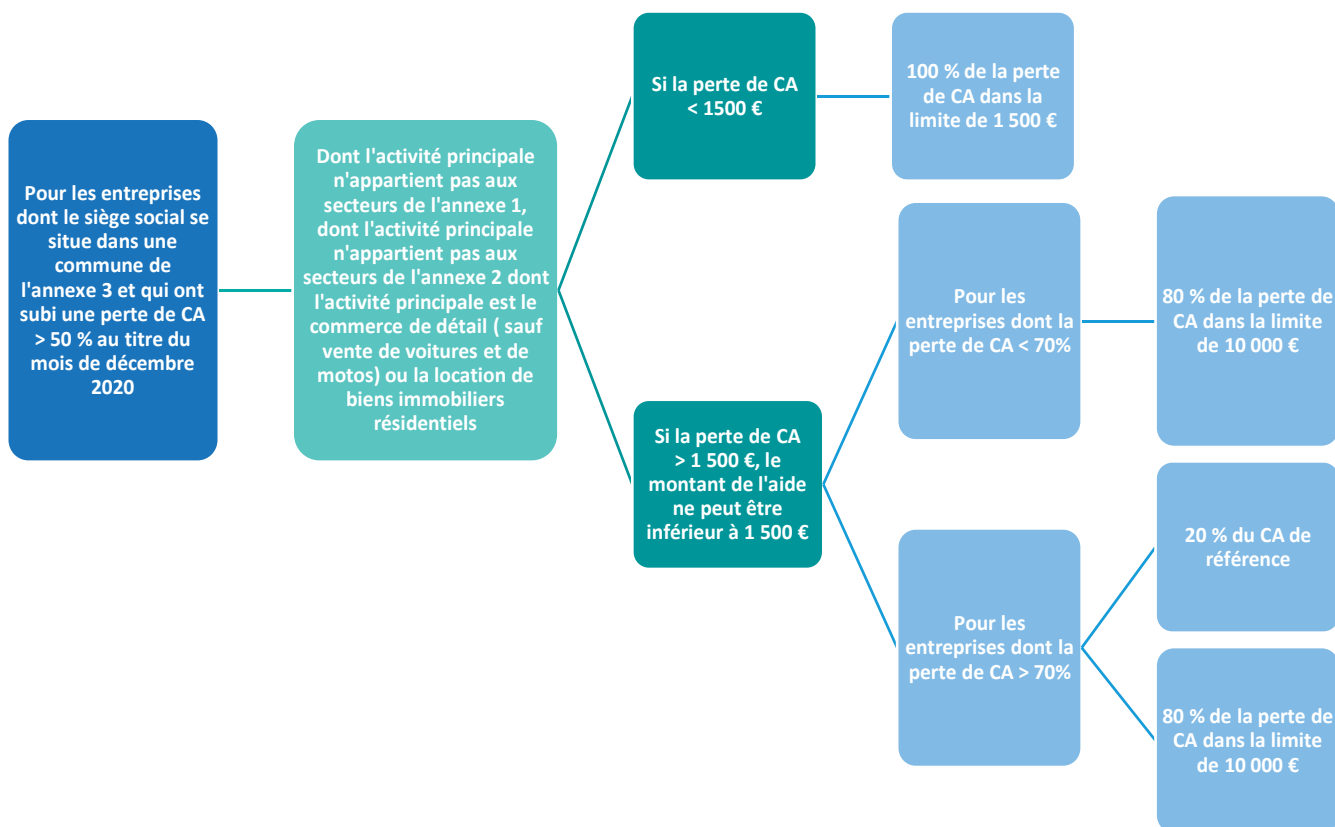 Pour les entreprises
dont le siège social se
situe dans une
commune de
l'annexe 3 et qui ont
subi une perte de CA
> 50 % au titre du
mois de décembre
2020
Dont l'activité principale
n'appartient pas aux
secteurs de l'annexe 1,
dont l'activité principale
n'appartient pas aux
secteurs de l'annexe 2 dont
l'activité principale est le
commerce de détail ( sauf
vente de voitures et de
motos) ou la location de
biens immobiliers
résidentiels
Si la perte de CA
< 1500 €
100 % de la perte
de CA dans la
limite de 1 500 €
Si la perte de CA
> 1 500 €, le
montant de l'aide
ne peut être
inférieur à 1 500 €
Pour les
entreprises dont la
perte de CA < 70%
80 % de la perte de
CA dans la limite
de 10 000 €
Pour les
entreprises dont la
perte de CA > 70%
20 % du CA de
référence
80 % de la perte de
CA dans la limite
de 10 000 €